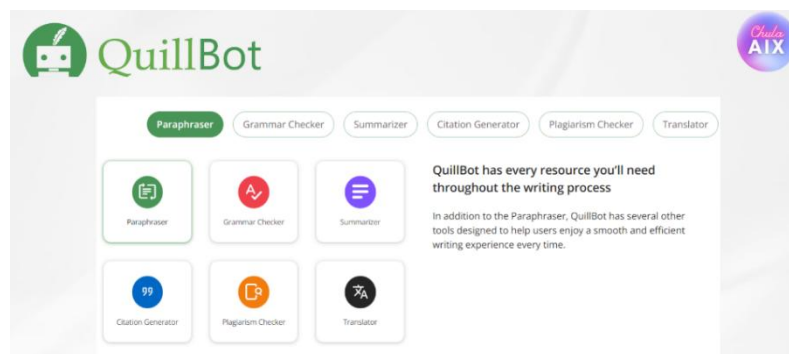 QuillBot
Chula
AIX
Paraphraser
Grammar Checker
Summarizer
Citation Generator
Plagiarism Checker
Translator
Paraphraser
Grammar Checker
Summarizer
QuillBot has every resource you'll need
throughout the writing process
In addition to the Paraphraser, QuillBot has several other
tools designed to help users enjoy a smooth and efficient
writing experience every time.
Citation Generator
Plagiarism Checker
Translator